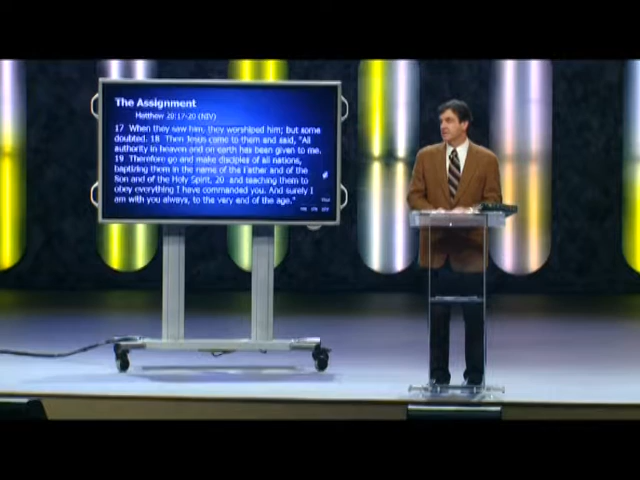 The Assignment
Matthew 28:17-20 (NIV)
17 When they saw him, they worshiped him; but some
doubted. 18 Then Jesus came to them and said, "All
authority in heaven and on earth has been given to me.
19 Therefore go and make disciples of all nations,
baptizing them in the name of the Father and of the
Son and of the Holy Spirit, 20 and teaching them to
obey everything I have commanded you. And surely I
am with you always, to the very end of the age."